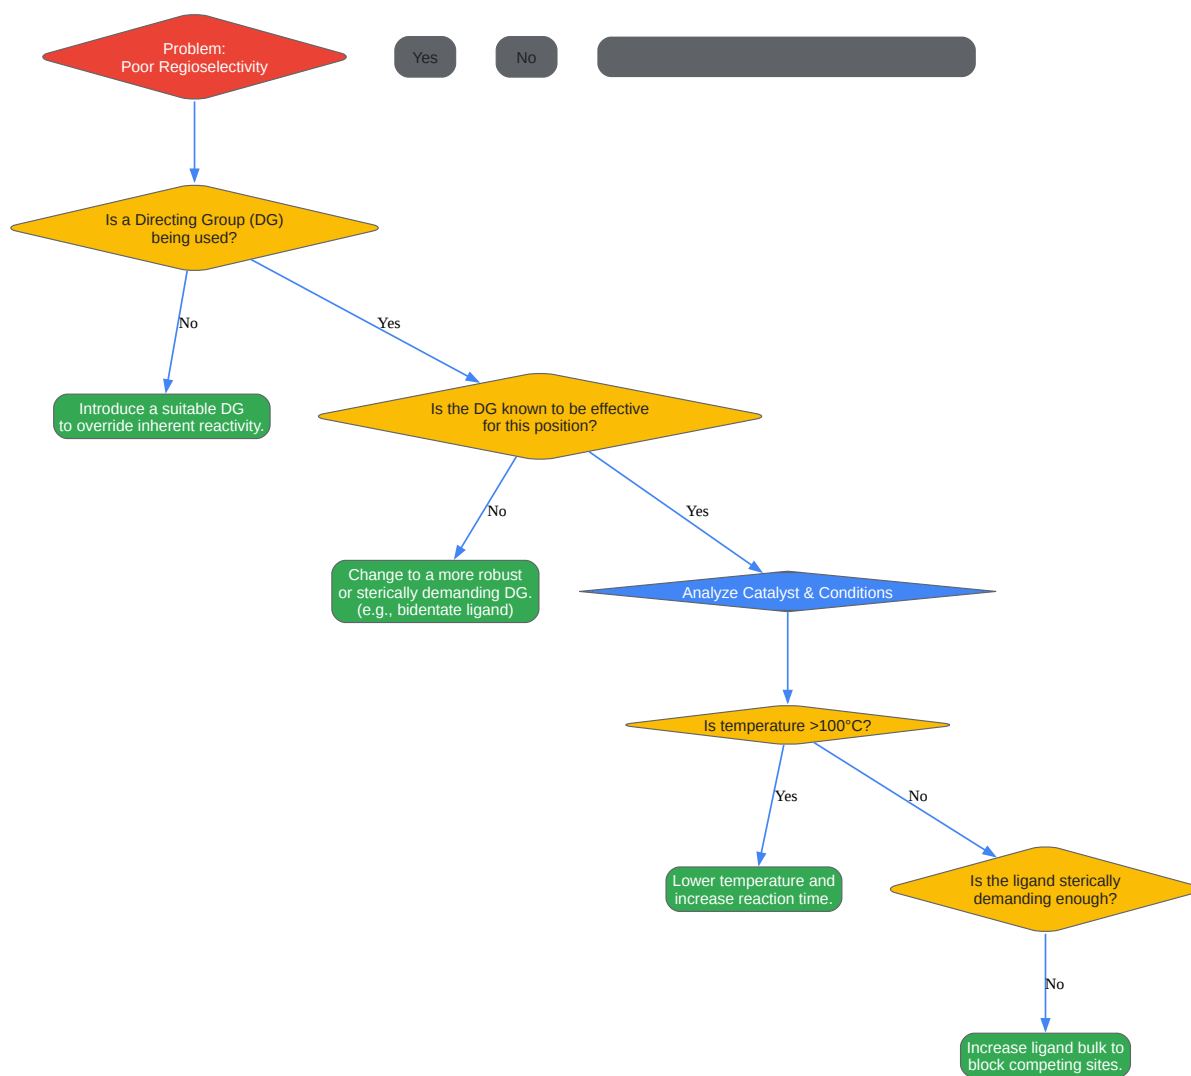 Problem:
Poor Regioselectivity
Yes
No
Is a Directing Group (DG)
being used?
No
Yes
Introduce a suitable DG
to override inherent reactivity.
Is the DG known to be effective
for this position?
No
Yes
Change to a more robust
or sterically demanding DG.
(e.g., bidentate ligand)
Analyze Catalyst & Conditions
Is temperature >100°C?
Yes
No
Lower temperature and
increase reaction time.
Is the ligand sterically
demanding enough?
No
Increase ligand bulk to
block competing sites.